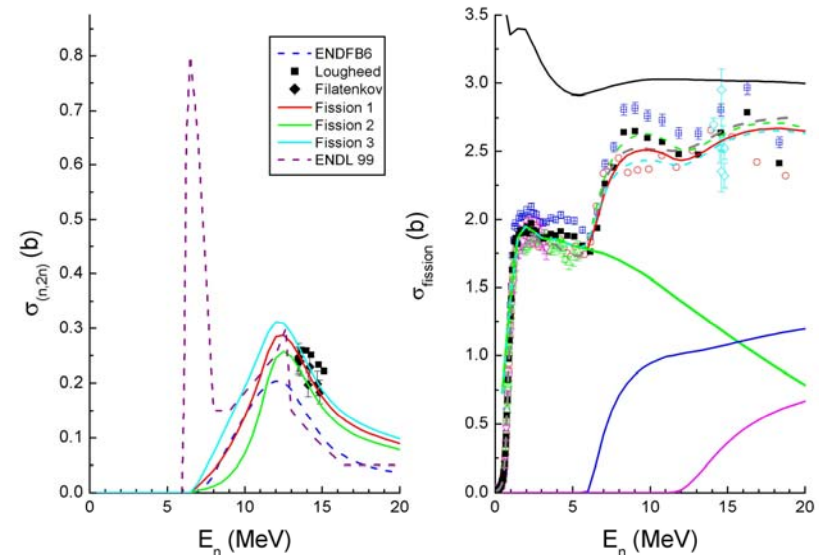 σ(n,2n) (b)
0.8
0.7
0.6
0.5
0.4
0.3
0.2
0.1
0.0
0 5 10 15 20
En (MeV)
ENDFB6
Lougheed
Filatenkov
Fission 1
Fission 2
Fission 3
ENDL 99
σfission (b)
3.5
3.0
2.5
2.0
1.5
1.0
0.5
0.0
0 5 10 15 20
En (MeV)